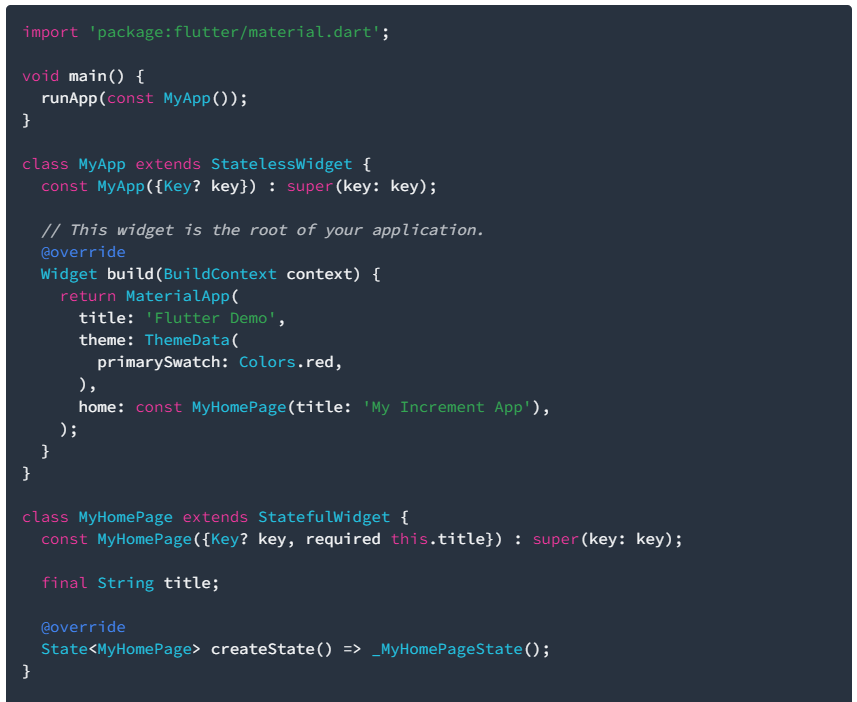 import 'package:flutter/material.dart';

void main() {
  runApp(const MyApp());
}

class MyApp extends StatelessWidget {
  const MyApp({Key? key}) : super(key: key);

  // This widget is the root of your application.
  @override
  Widget build(BuildContext context) {
    return MaterialApp(
      title: 'Flutter Demo',
      theme: ThemeData(
        primarySwatch: Colors.red,
      ),
      home: const MyHomePage(title: 'My Increment App'),
    );
  }
}

class MyHomePage extends StatefulWidget {
  const MyHomePage({Key? key, required this.title}) : super(key: key);

  final String title;

  @override
  State<MyHomePage> createState() => _MyHomePageState();
}